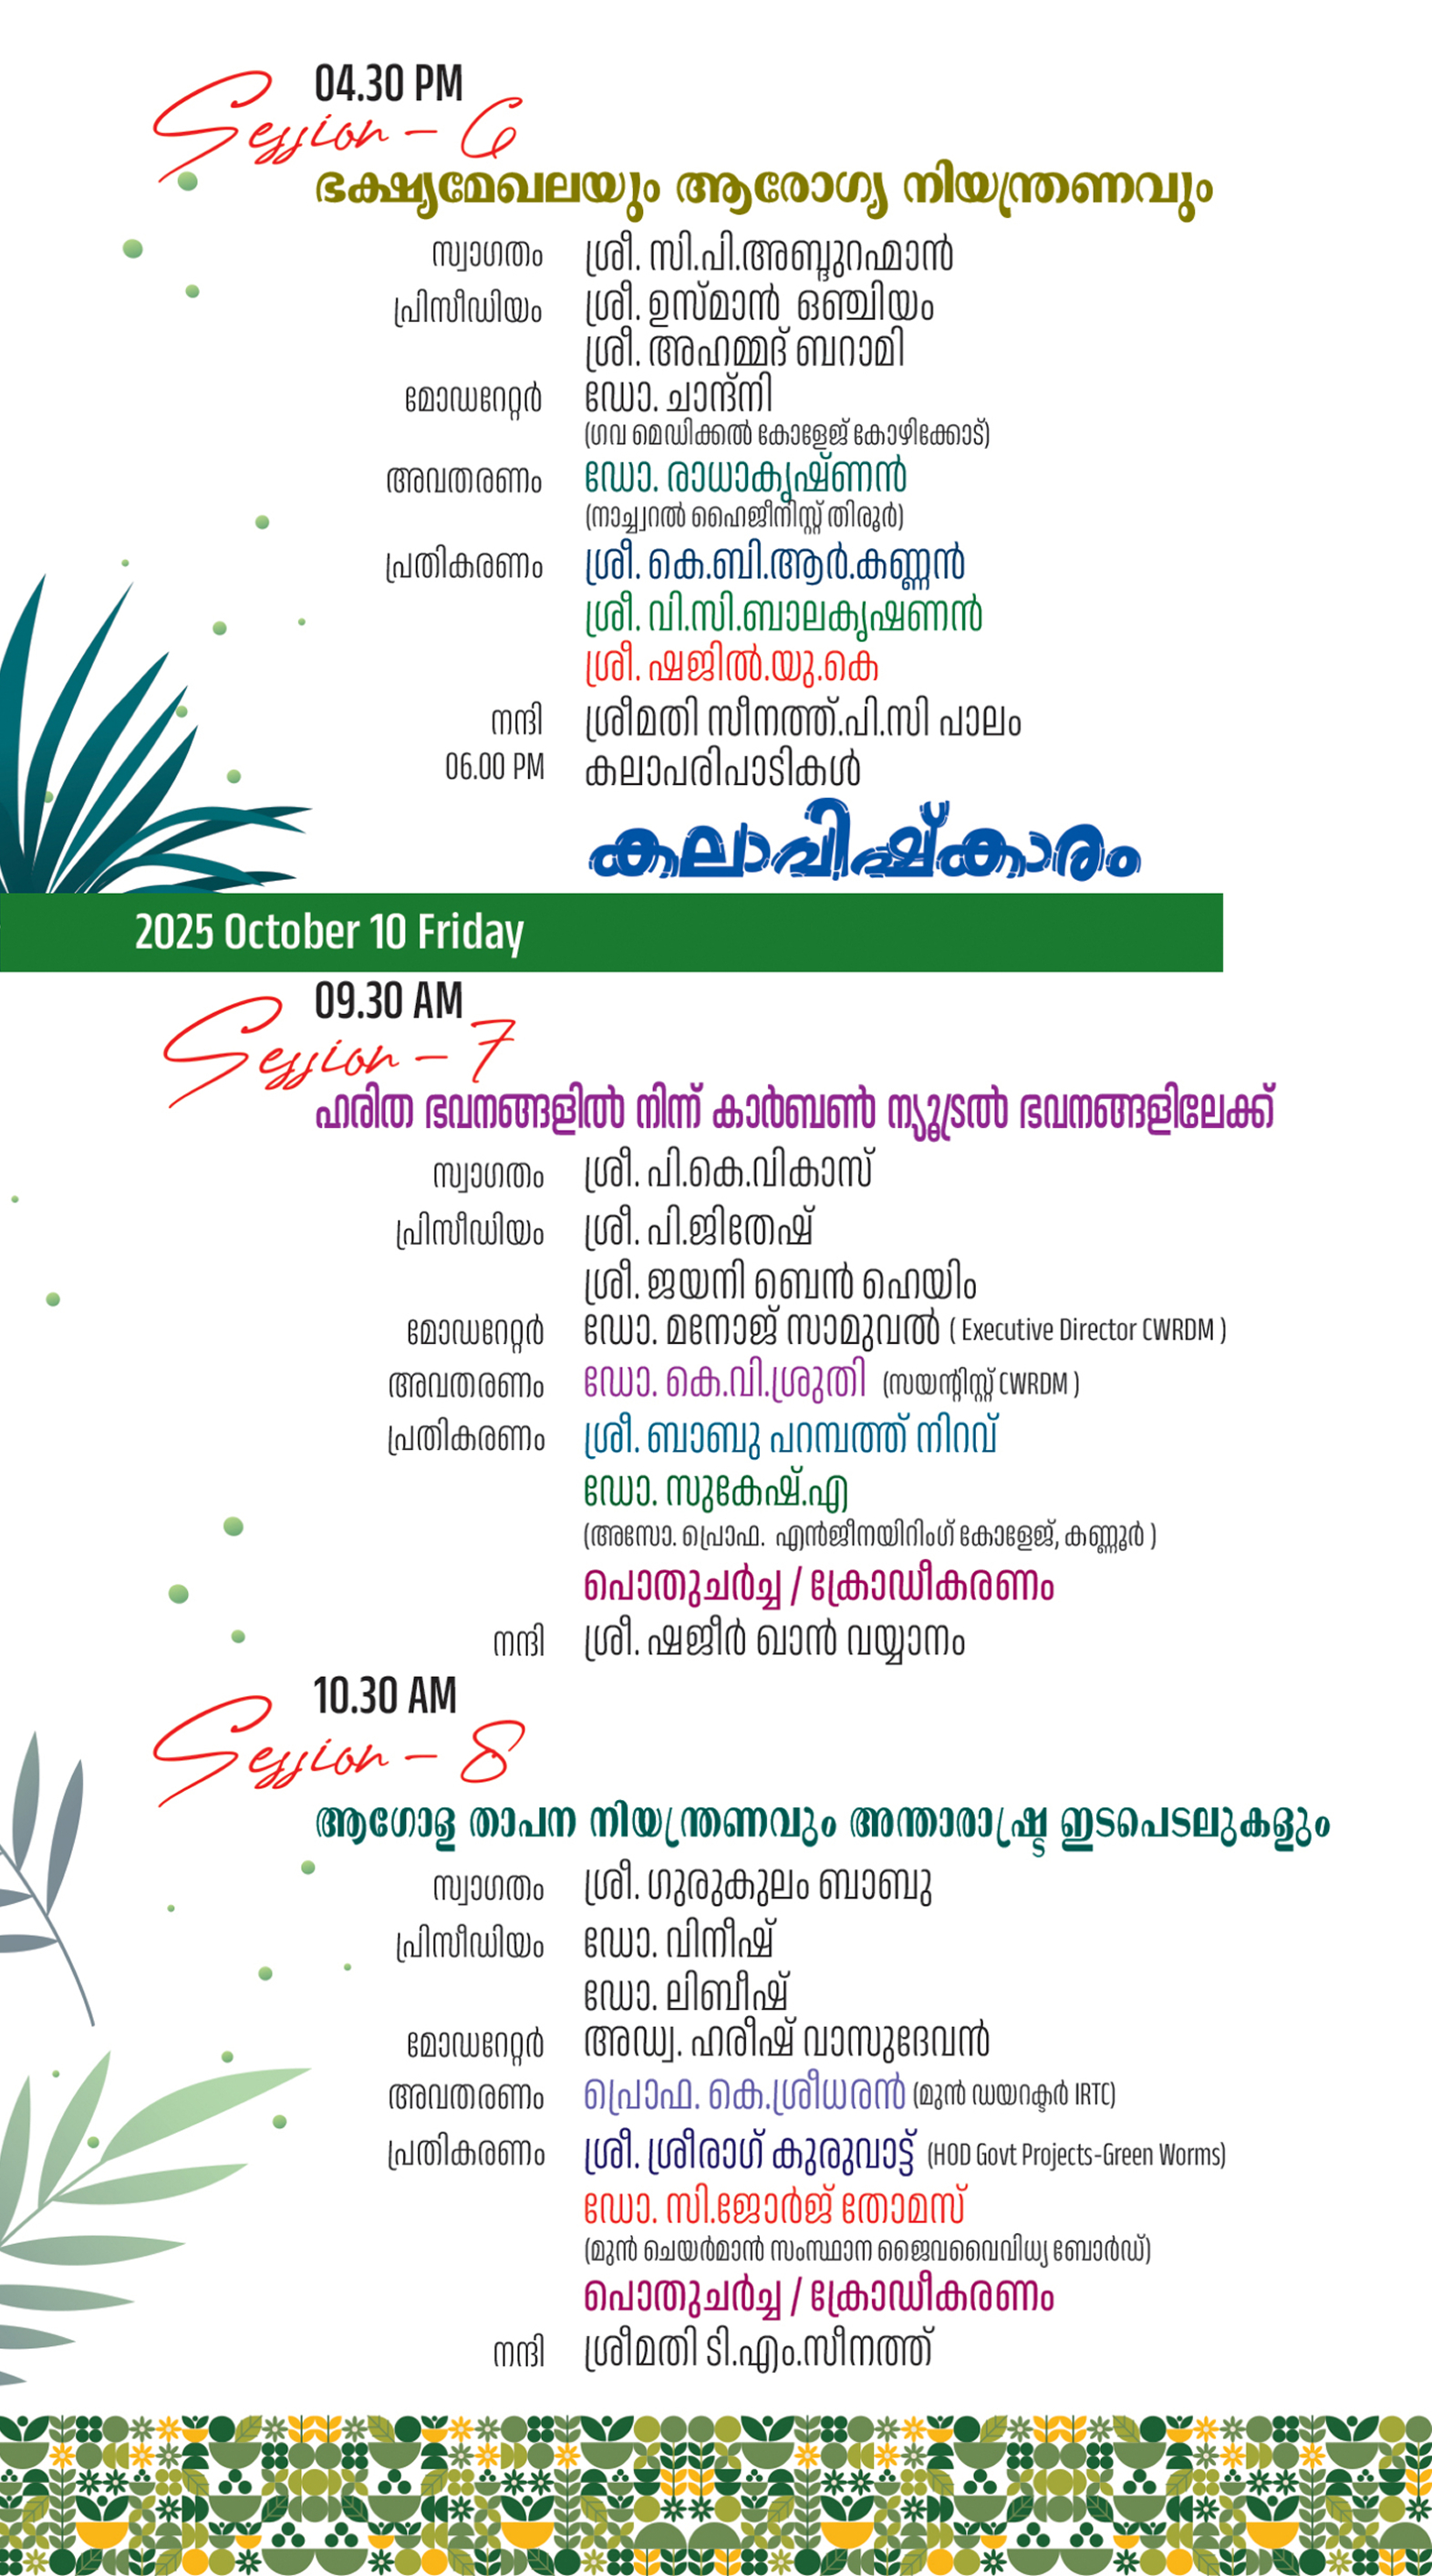 04.30 PM
Session - 6
ഭക്ഷ്യമേഖലയും ആരോഗ്യ നിയന്ത്രണവും
സ്വാഗതം ശ്രീ. സി.പി.അബ്ദുറഹ്മാൻ
പ്രിസീഡിയം ശ്രീ. ഉസ്മാൻ ഒഞ്ചിയം
ശ്രീ. അഹമ്മദ് ബറാമി
മോഡറേറ്റർ ഡോ. ചാന്ദ്നി
(ഗവ മെഡിക്കൽ കോളേജ് കോഴിക്കോട്)
അവതരണം ഡോ. രാധാകൃഷ്ണൻ
(നാച്ച്വറൽ ഹൈജീനിസ്റ്റ് തിരൂർ)
പ്രതികരണം ശ്രീ. കെ.ബി.ആർ.കണ്ണൻ
ശ്രീ. വി.സി.ബാലകൃഷണൻ
ശ്രീ. ഷജിൽ.യു.കെ
നന്ദി ശ്രീമതി സീനത്ത്.പി.സി പാലം
06.00 PM കലാപരിപാടികൾ
കലാവിഷ്കാരം
2025 October 10 Friday
09.30 AM
Session - 7
ഹരിത ഭവനങ്ങളിൽ നിന്ന് കാർബൺ ന്യൂട്രൽ ഭവനങ്ങളിലേക്ക്
സ്വാഗതം ശ്രീ. പി.കെ.വികാസ്
പ്രിസീഡിയം ശ്രീ. പി.ജിതേഷ്
ശ്രീ. ജയനി ബെൻ ഹെയിം
മോഡറേറ്റർ ഡോ. മനോജ് സാമുവൽ ( Executive Director CWRDM )
അവതരണം ഡോ. കെ.വി.ശ്രുതി (സയന്റിസ്റ്റ് CWRDM )
പ്രതികരണം ശ്രീ. ബാബു പറമ്പത്ത് നിറവ്
ഡോ. സുകേഷ്.എ
(അസോ. പ്രൊഫ. എൻജീനയിറിംഗ് കോളേജ്, കണ്ണൂർ )
പൊതുചർച്ച / ക്രോഡീകരണം
നന്ദി ശ്രീ. ഷജീർ ഖാൻ വയ്യാനം
10.30 AM
Session - 8
ആഗോള താപന നിയന്ത്രണവും അന്താരാഷ്ട്ര ഇടപെടലുകളും
സ്വാഗതം ശ്രീ. ഗുരുകുലം ബാബു
പ്രിസീഡിയം ഡോ. വിനീഷ്
ഡോ. ലിബീഷ്
മോഡറേറ്റർ അഡ്വ. ഹരീഷ് വാസുദേവൻ
അവതരണം പ്രൊഫ. കെ.ശ്രീധരൻ (മുൻ ഡയറക്ടർ IRTC)
പ്രതികരണം ശ്രീ. ശ്രീരാഗ് കുരുവാട്ട് (HOD Govt Projects-Green Worms)
ഡോ. സി.ജോർജ് തോമസ്
(മുൻ ചെയർമാൻ സംസ്ഥാന ജൈവവൈവിധ്യ ബോർഡ്)
പൊതുചർച്ച / ക്രോഡീകരണം
നന്ദി ശ്രീമതി ടി.എം.സീനത്ത്